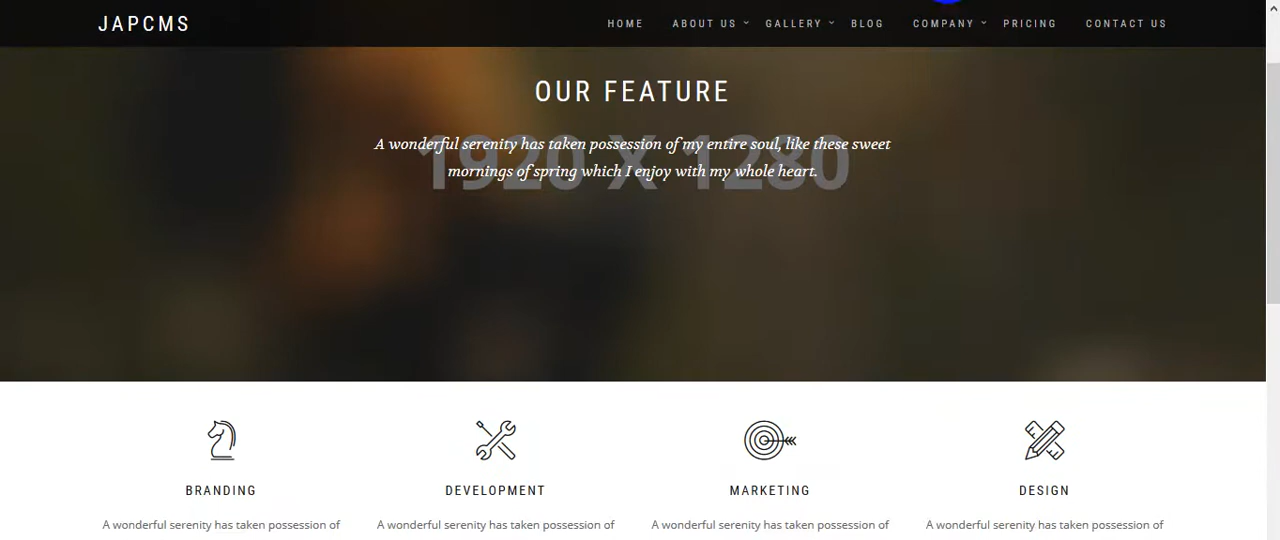 JAPCMS
HOME ABOUT US GALLERY BLOG COMPANY PRICING CONTACT US
OUR FEATURE
1920 X 1280
A wonderful serenity has taken possession of my entire soul, like these sweet
mornings of spring which I enjoy with my whole heart.
BRANDING DEVELOPMENT MARKETING DESIGN
A wonderful serenity has taken possession of A wonderful serenity has taken possession of A wonderful serenity has taken possession of A wonderful serenity has taken possession of